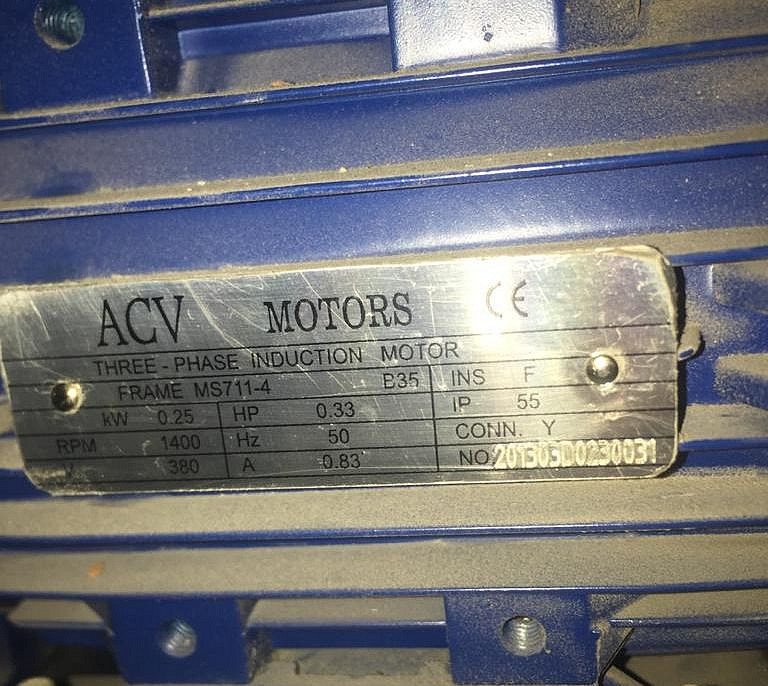 ACV MOTORS CE
THREE - PHASE INDUCTION MOTOR
FRAME MS711-4 B35 INS F
kW 0.25 HP 0.33 IP 55
RPM 1400 Hz 50 CONN. Y
V 380 A 0.83 NO 201303D0230031